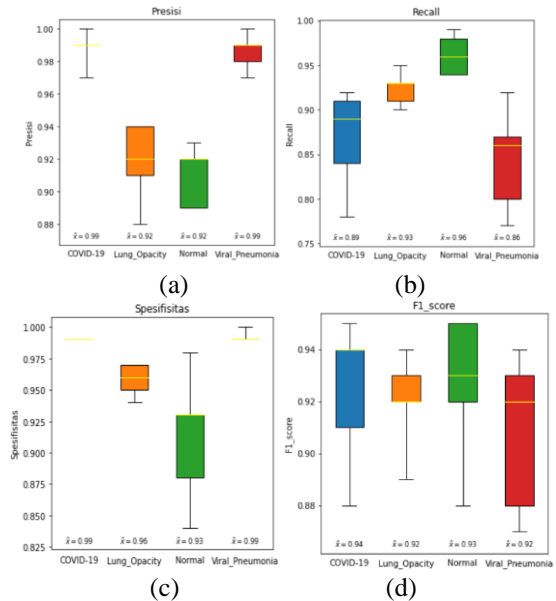 Presisi
1.00
0.98
0.96
0.94
0.92
0.90
0.88
Presisi
x̃ = 0.99 x̃ = 0.92 x̃ = 0.92 x̃ = 0.99
COVID-19 Lung_Opacity Normal Viral_Pneumonia
(a)
Recall
1.00
0.95
0.90
0.85
0.80
0.75
Recall
x̃ = 0.89 x̃ = 0.93 x̃ = 0.96 x̃ = 0.86
COVID-19 Lung_Opacity Normal Viral_Pneumonia
(b)
Spesifisitas
1.000
0.975
0.950
0.925
0.900
0.875
0.850
0.825
Spesifisitas
x̃ = 0.99 x̃ = 0.96 x̃ = 0.93 x̃ = 0.99
COVID-19 Lung_Opacity Normal Viral_Pneumonia
(c)
F1_score
0.94
0.92
0.90
0.88
F1_score
x̃ = 0.94 x̃ = 0.92 x̃ = 0.93 x̃ = 0.92
COVID-19 Lung_Opacity Normal Viral_Pneumonia
(d)